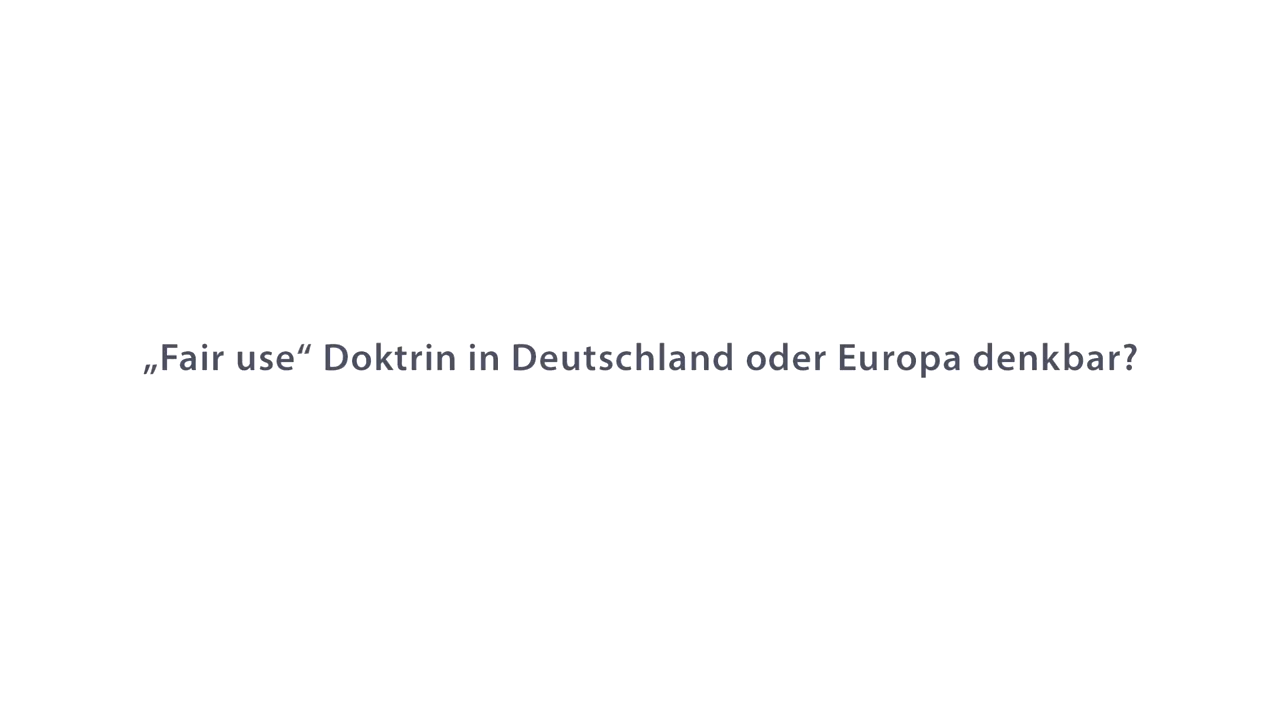 „Fair use“ Doktrin in Deutschland oder Europa denkbar?